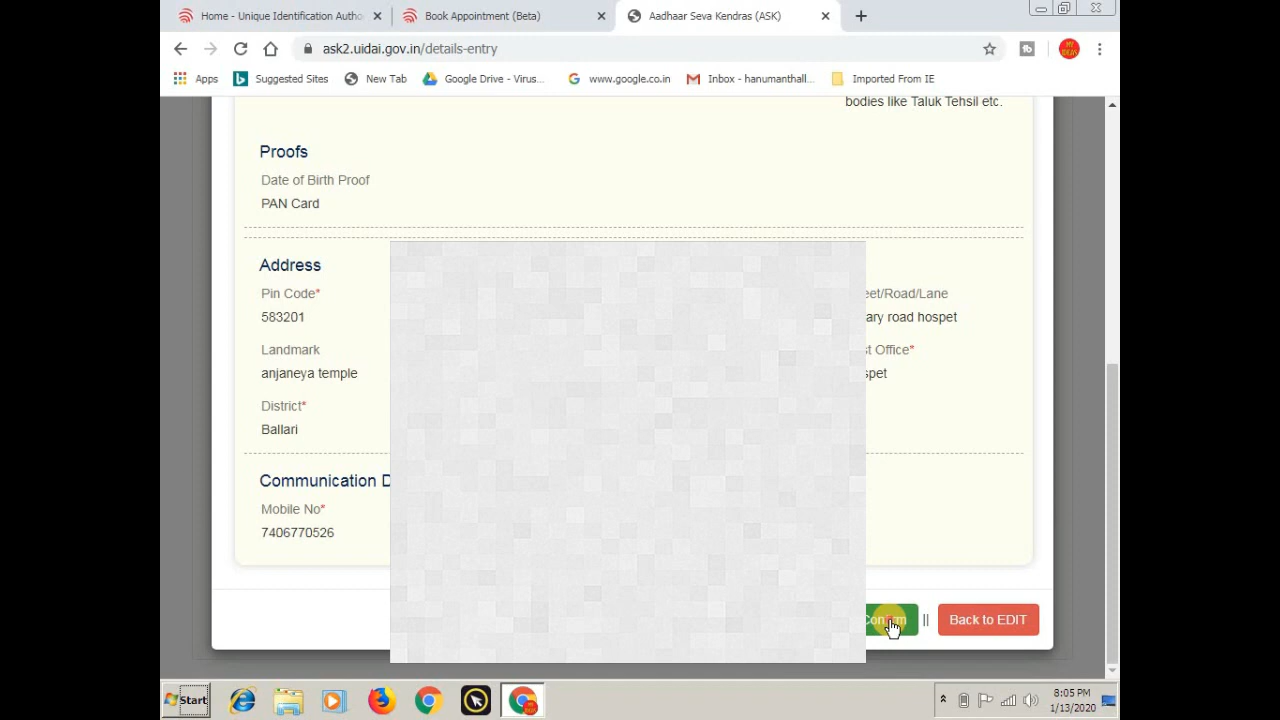 Home - Unique Identification Autho
Book Appointment (Beta)
Aadhaar Seva Kendras (ASK)
ask2.uidai.gov.in/details-entry
Apps
Suggested Sites
New Tab
Google Drive - Virus...
www.google.co.in
Inbox - hanumanthall...
Imported From IE
bodies like Taluk Tehsil etc.
Proofs
Date of Birth Proof
PAN Card
Address
Pin Code*
eet/Road/Lane
583201
ary road hospet
Landmark
t Office*
anjaneya temple
spet
District*
Ballari
Communication D
Mobile No*
7406770526
Confirm
||
Back to EDIT
Start
8:05 PM
1/13/2020